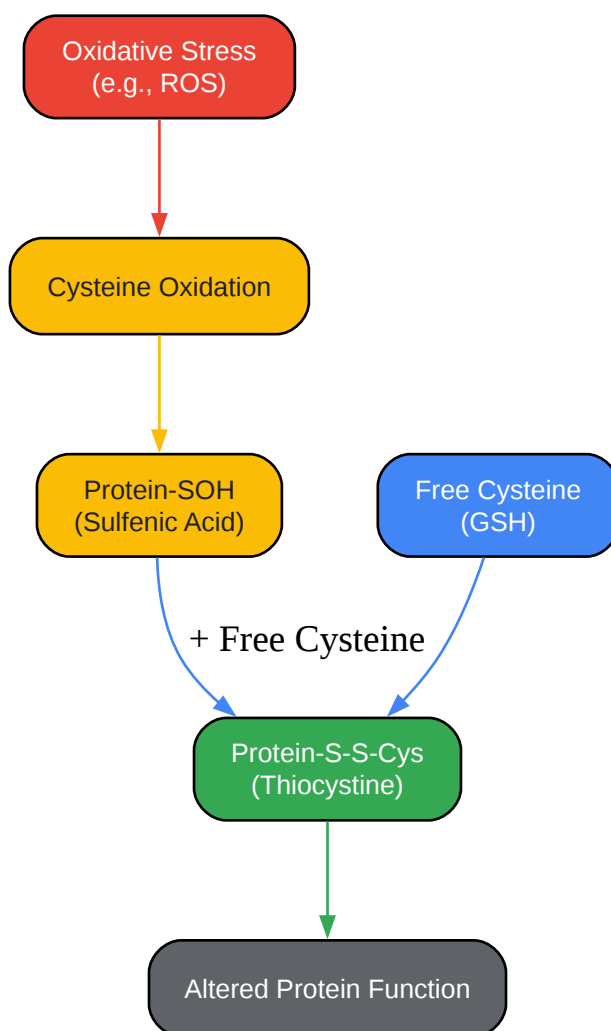 Oxidative Stress
(e.g., ROS)
Cysteine Oxidation
Protein-SOH
(Sulfenic Acid)
Free Cysteine
(GSH)
+ Free Cysteine
Protein-S-S-Cys
(Thiocystine)
Altered Protein Function